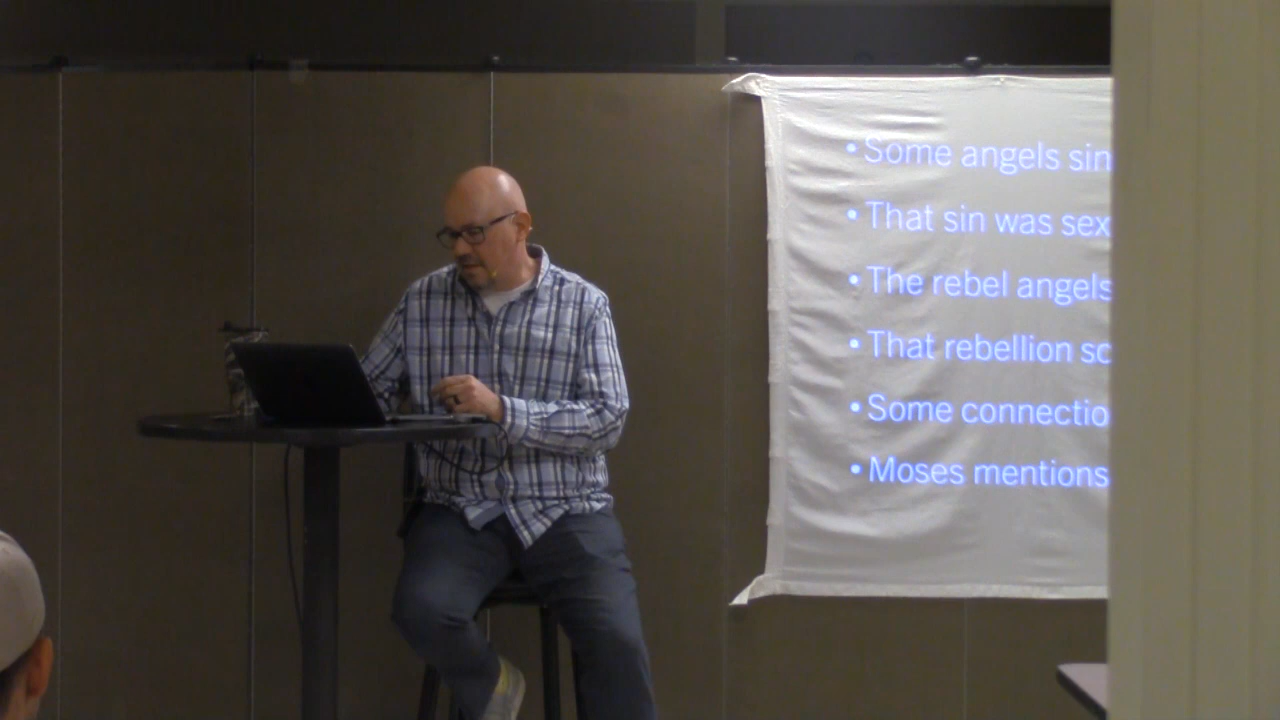 • Some angels sin
• That sin was sex
• The rebel angels
• That rebellion sc
• Some connectio
• Moses mentions